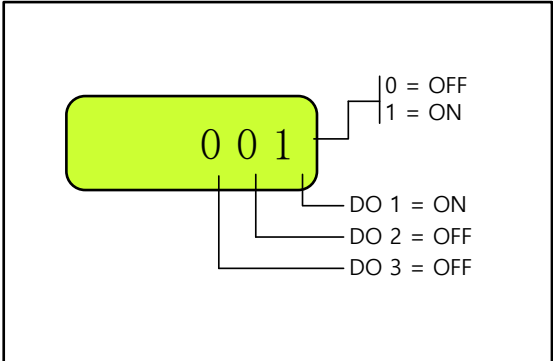 0 = OFF
1 = ON
0 0 1
DO 1 = ON
DO 2 = OFF
DO 3 = OFF